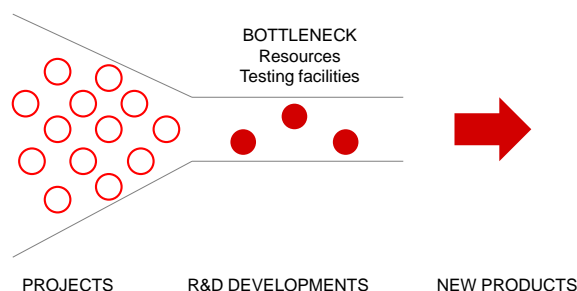 BOTTLENECK
Resources
Testing facilities
PROJECTS
R&D DEVELOPMENTS
NEW PRODUCTS